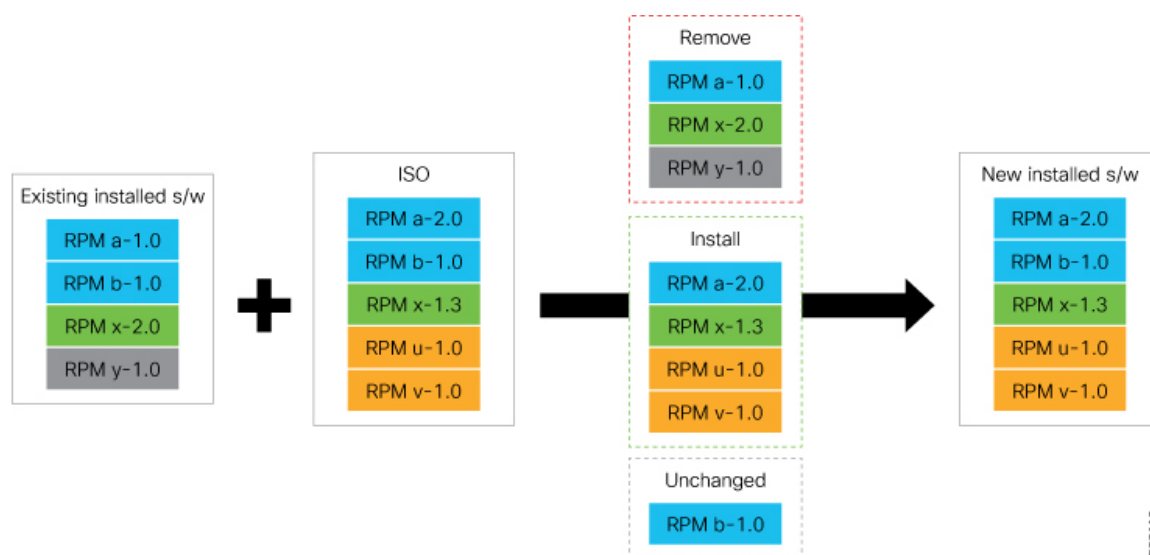 Existing installed s/w
RPM a-1.0
RPM b-1.0
RPM x-2.0
RPM y-1.0
ISO
RPM a-2.0
RPM b-1.0
RPM x-1.3
RPM u-1.0
RPM v-1.0
Remove
RPM a-1.0
RPM x-2.0
RPM y-1.0
Install
RPM a-2.0
RPM x-1.3
RPM u-1.0
RPM v-1.0
Unchanged
RPM b-1.0
New installed s/w
RPM a-2.0
RPM b-1.0
RPM x-1.3
RPM u-1.0
RPM v-1.0